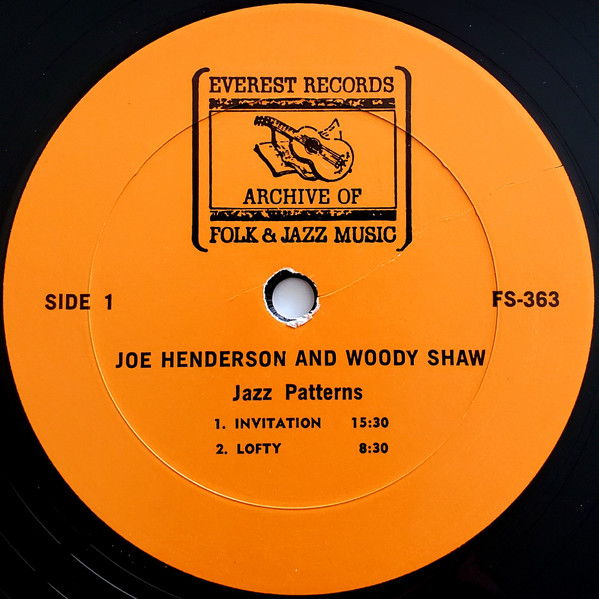 EVEREST RECORDS
ARCHIVE OF
FOLK & JAZZ MUSIC
SIDE 1
FS-363
JOE HENDERSON AND WOODY SHAW
Jazz Patterns
1. INVITATION 15:30
2. LOFTY 8:30